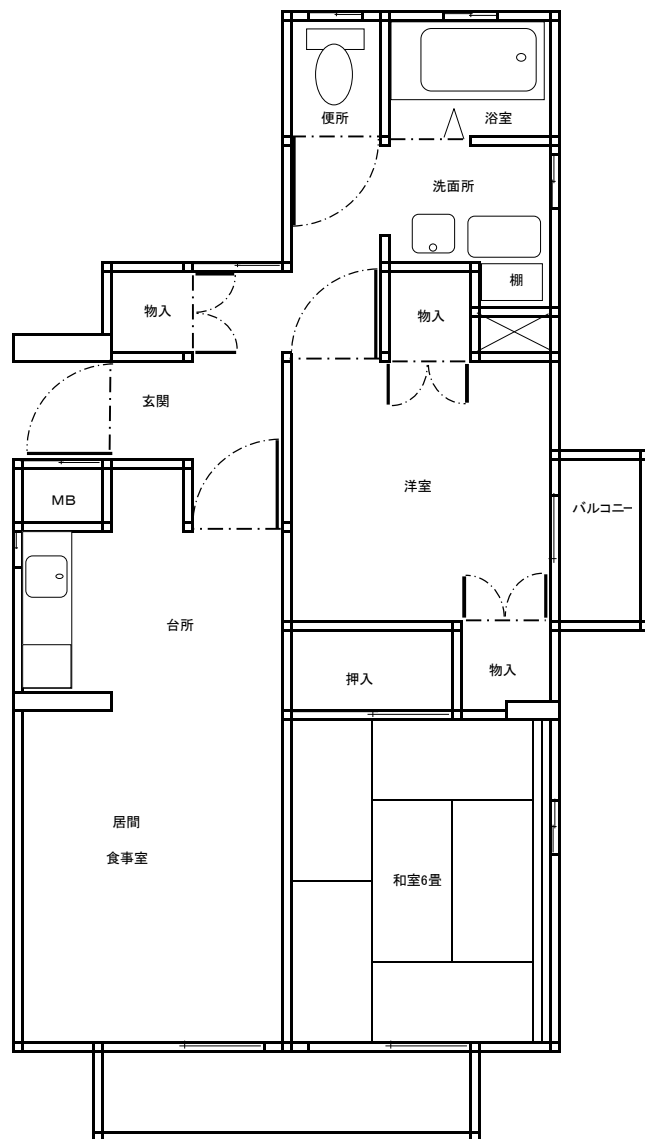 便所
浴室
洗面所
棚
物入
物入
玄関
洋室
MB
バルコニー
台所
物入
押入
居間
食事室
和室6畳